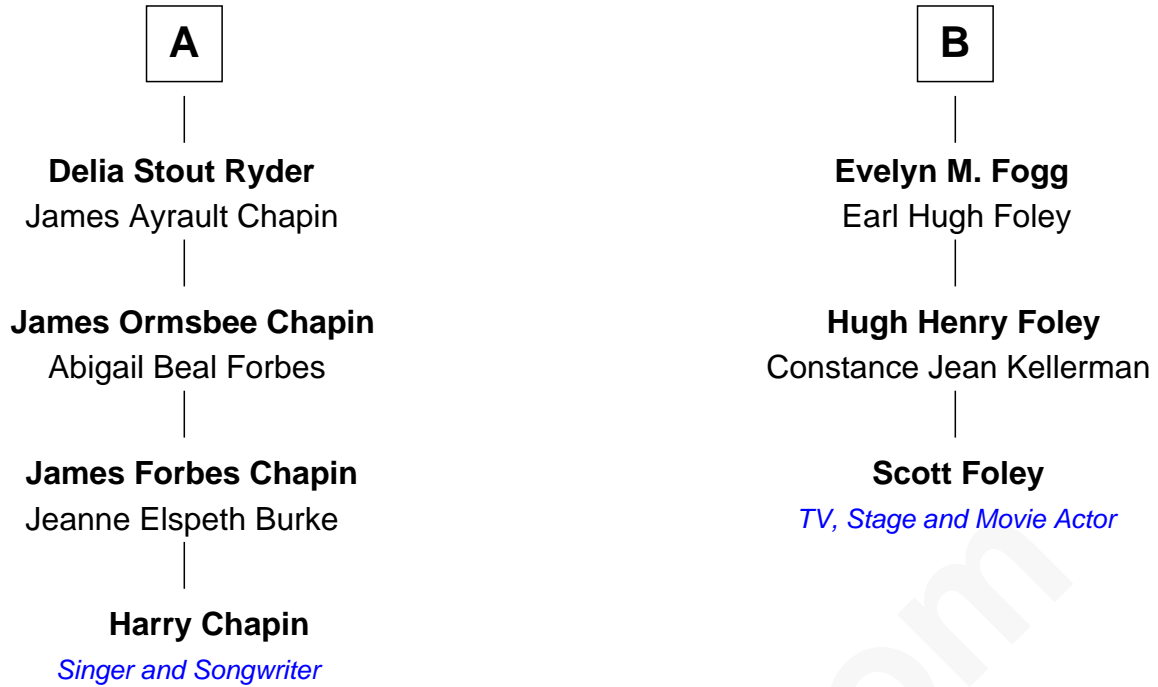 A
Delia Stout Ryder
James Ayrault Chapin
James Ormsbee Chapin
Abigail Beal Forbes
James Forbes Chapin
Jeanne Elspeth Burke
Harry Chapin
Singer and Songwriter
B
Evelyn M. Fogg
Earl Hugh Foley
Hugh Henry Foley
Constance Jean Kellerman
Scott Foley
TV, Stage and Movie Actor
om